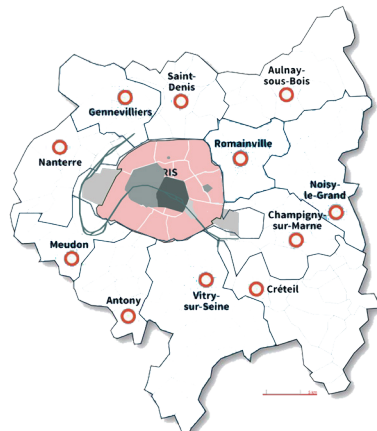 Saint-
Denis
Aulnay-
sous-Bois
Gennevilliers
Romainville
Nanterre
RIS
Noisy-
le-Grand
Champigny-
sur-Marne
Meudon
Créteil
Antony
Vitry-
sur-Seine